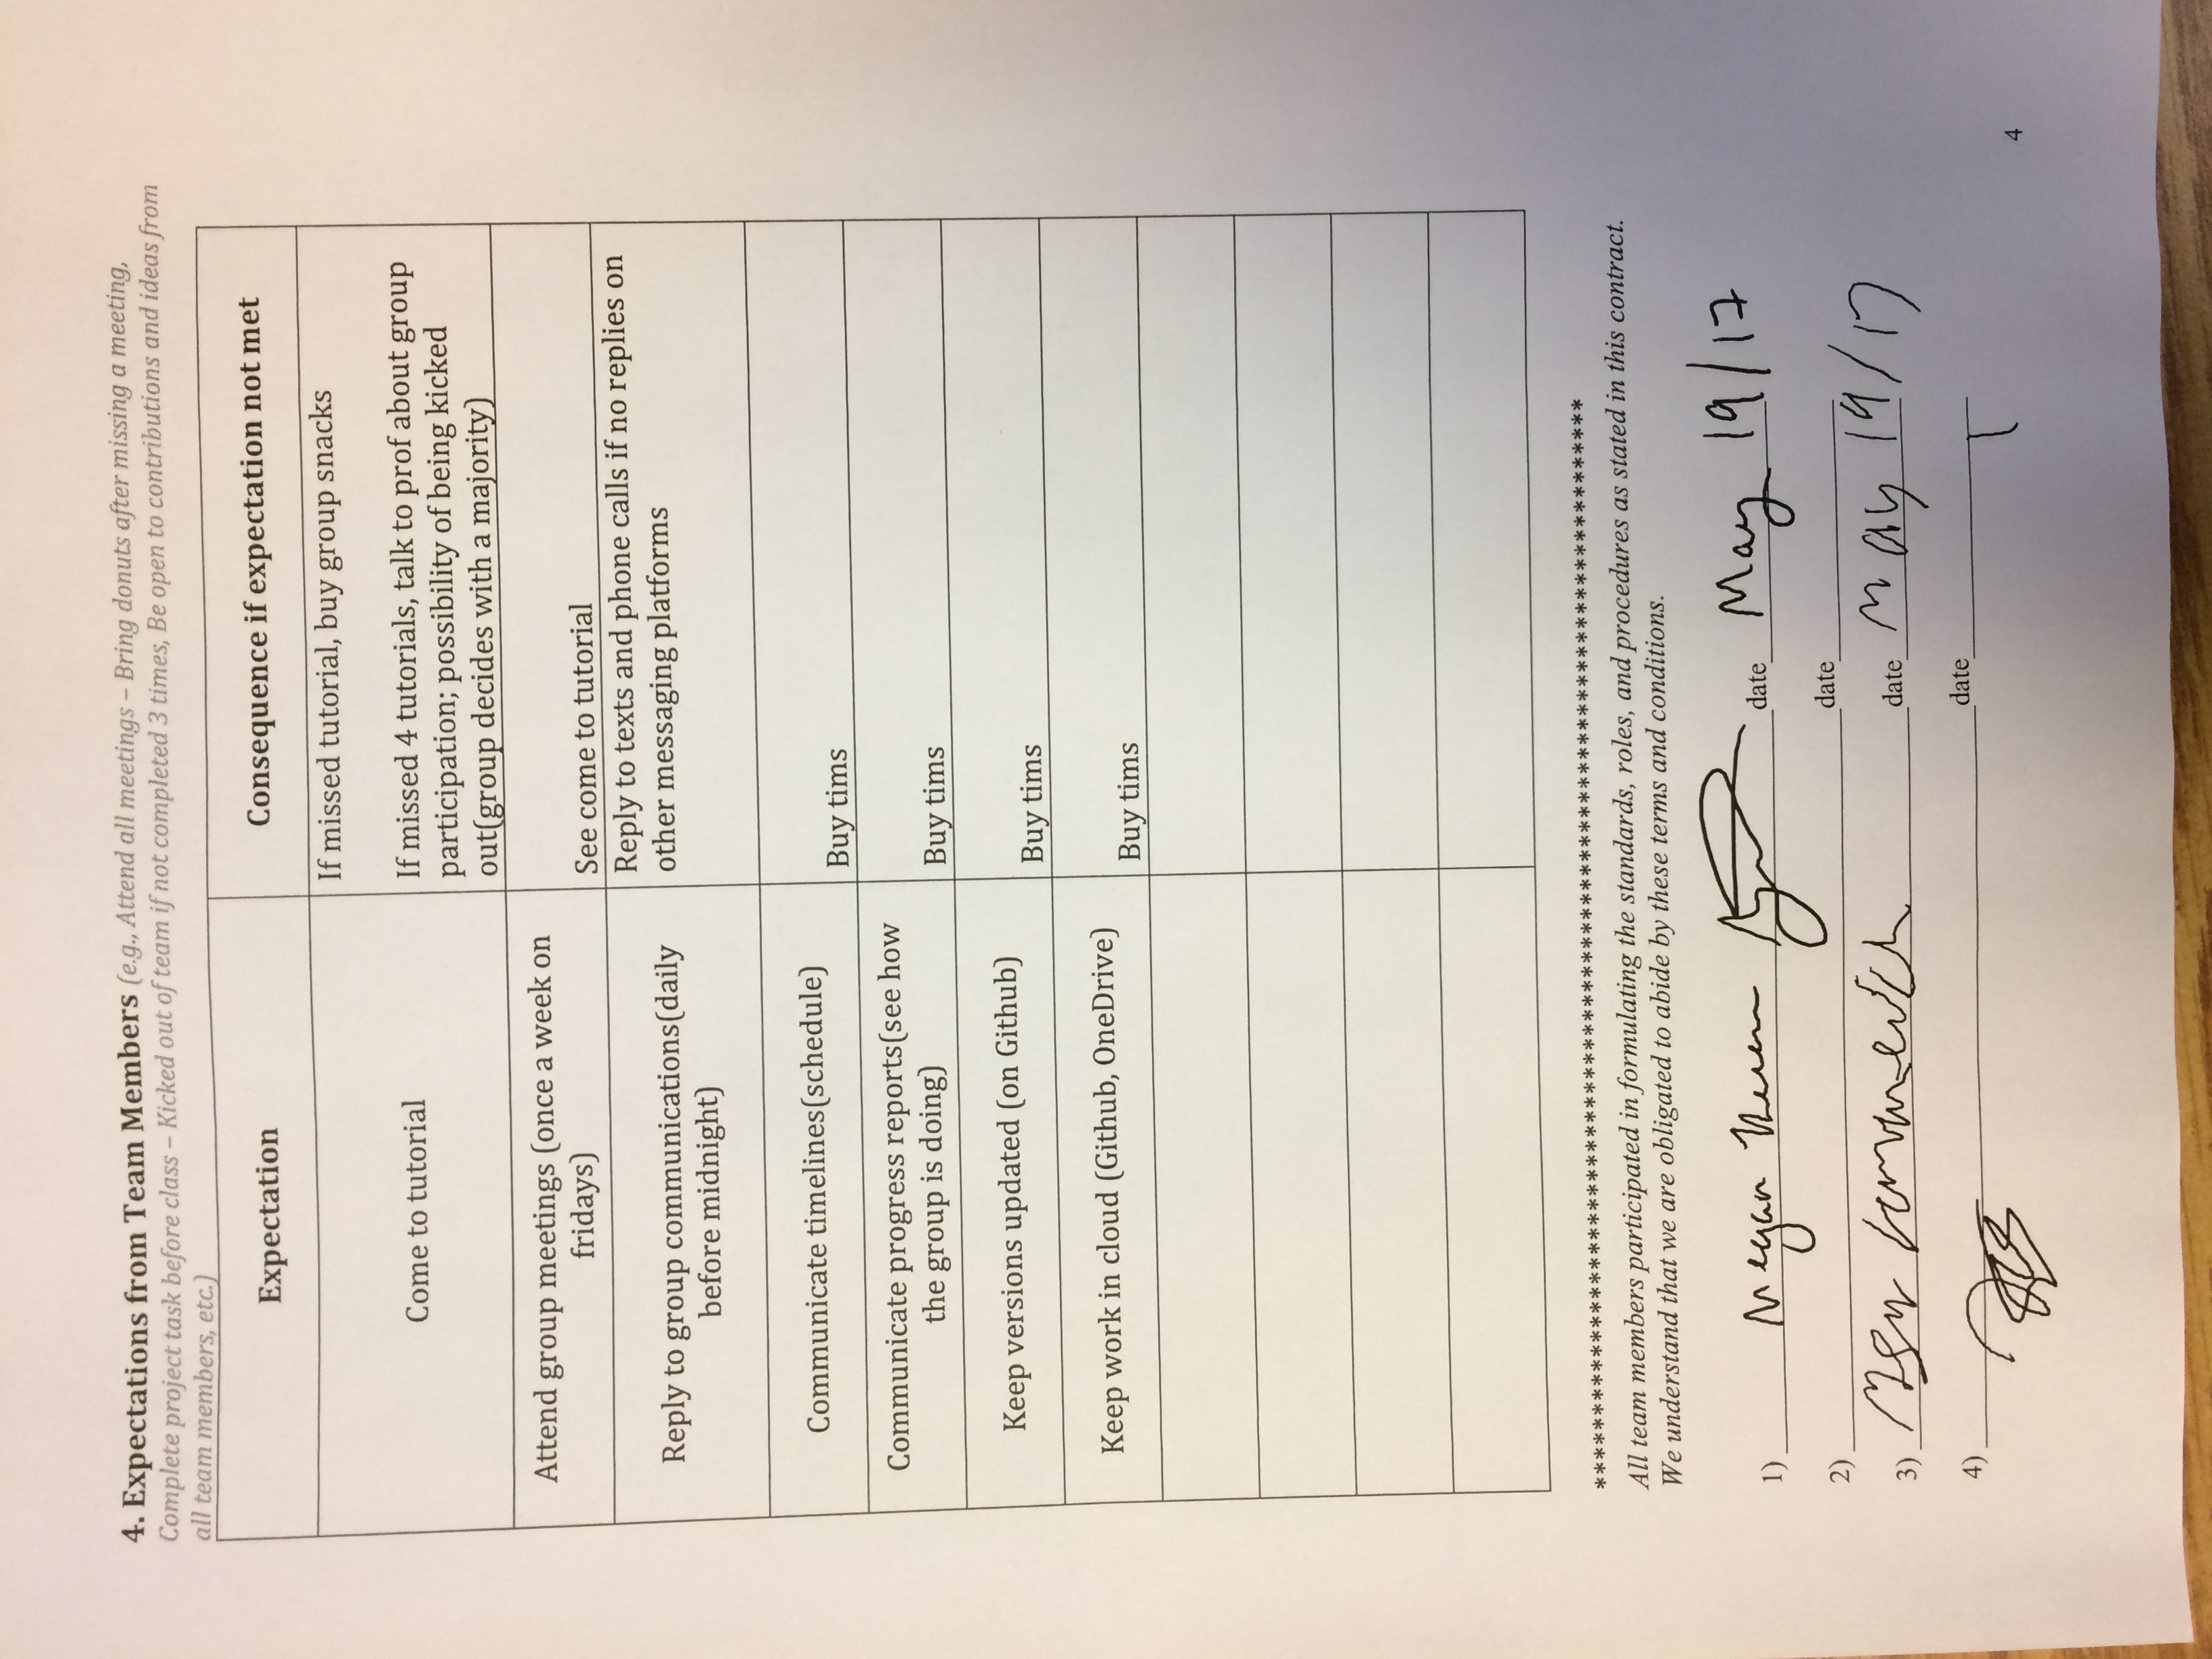 4. Expectations from Team Members (e.g., Attend all meetings – Bring donuts after missing a meeting,
Complete project task before class – Kicked out of team if not completed 3 times, Be open to contributions and ideas from
all team members, etc.)
Expectation
Consequence if expectation not met
Come to tutorial
If missed tutorial, buy group snacks
If missed 4 tutorials, talk to prof about group
participation; possibility of being kicked
out(group decides with a majority)
Attend group meetings (once a week on
fridays)
See come to tutorial
Reply to group communications(daily
before midnight)
Reply to texts and phone calls if no replies on
other messaging platforms
Communicate timelines(schedule)
Buy tims
Communicate progress reports(see how
the group is doing)
Buy tims
Keep versions updated (on Github)
Buy tims
Keep work in cloud (Github, OneDrive)
Buy tims
**********************************************************************************
All team members participated in formulating the standards, roles, and procedures as stated in this contract.
We understand that we are obligated to abide by these terms and conditions.
1) Megan date May 19/17
2) date
3) date may 19/17
4) date
4